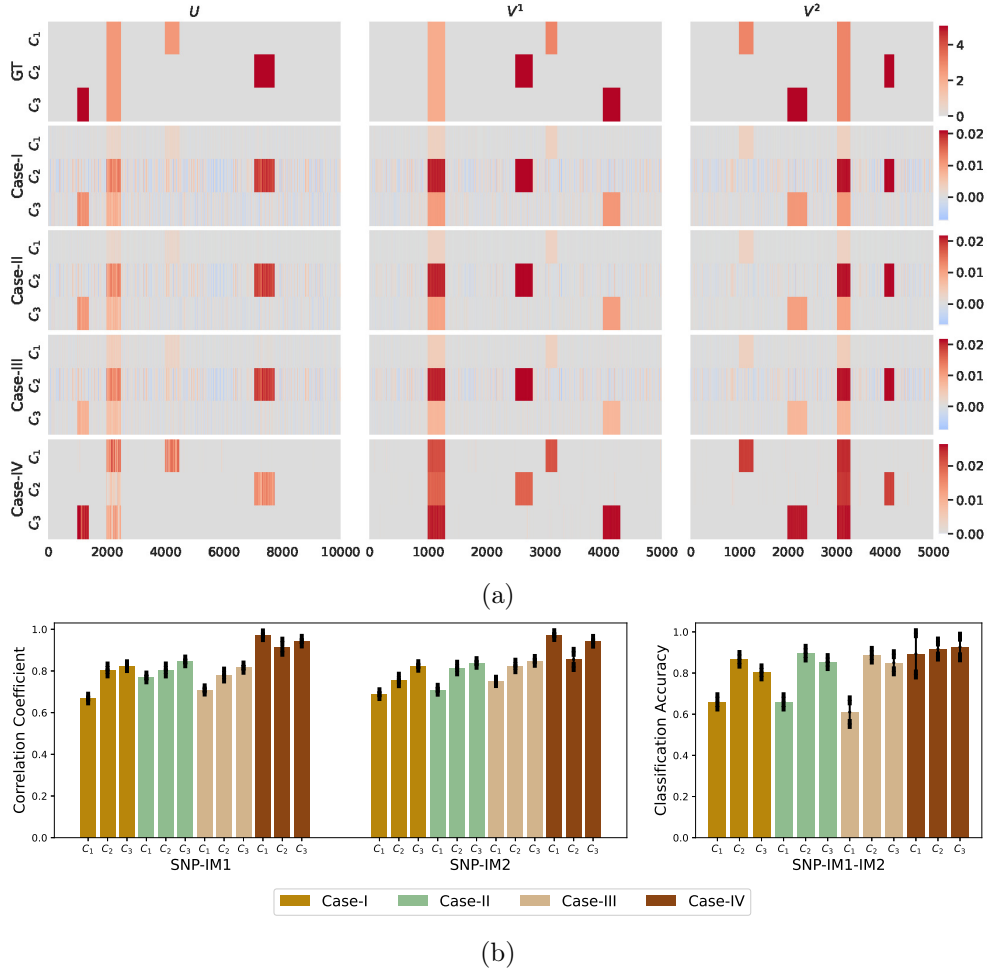 U V¹ V²
GT C₁ C₂ C₃ 4 2 0
Case-I C₁ C₂ C₃ 0.02 0.01 0.00
Case-II C₁ C₂ C₃ 0.02 0.01 0.00
Case-III C₁ C₂ C₃ 0.02 0.01 0.00
Case-IV C₁ C₂ C₃ 0.02 0.01 0.00
0 2000 4000 6000 8000 10000 0 1000 2000 3000 4000 5000 0 1000 2000 3000 4000 5000
(a)
Correlation Coefficient
1.0
0.8
0.6
0.4
0.2
0.0
C₁ C₂ C₃ C₁ C₂ C₃ C₁ C₂ C₃ C₁ C₂ C₃
SNP-IM1
C₁ C₂ C₃ C₁ C₂ C₃ C₁ C₂ C₃ C₁ C₂ C₃
SNP-IM2
Classification Accuracy
1.0
0.8
0.6
0.4
0.2
0.0
C₁ C₂ C₃ C₁ C₂ C₃ C₁ C₂ C₃ C₁ C₂ C₃
SNP-IM1-IM2
Case-I Case-II Case-III Case-IV
(b)